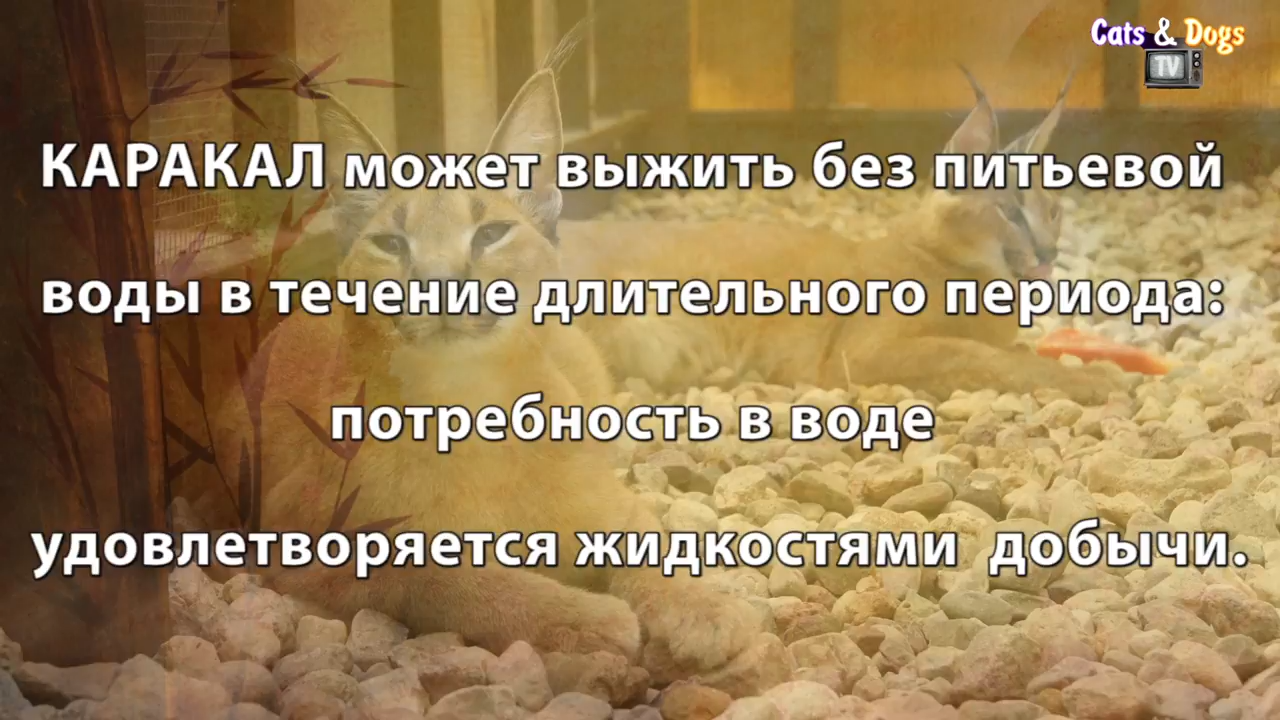 Cats & Dogs
TV
КАРАКАЛ может выжить без питьевой
воды в течение длительного периода:
потребность в воде
удовлетворяется жидкостями добычи.